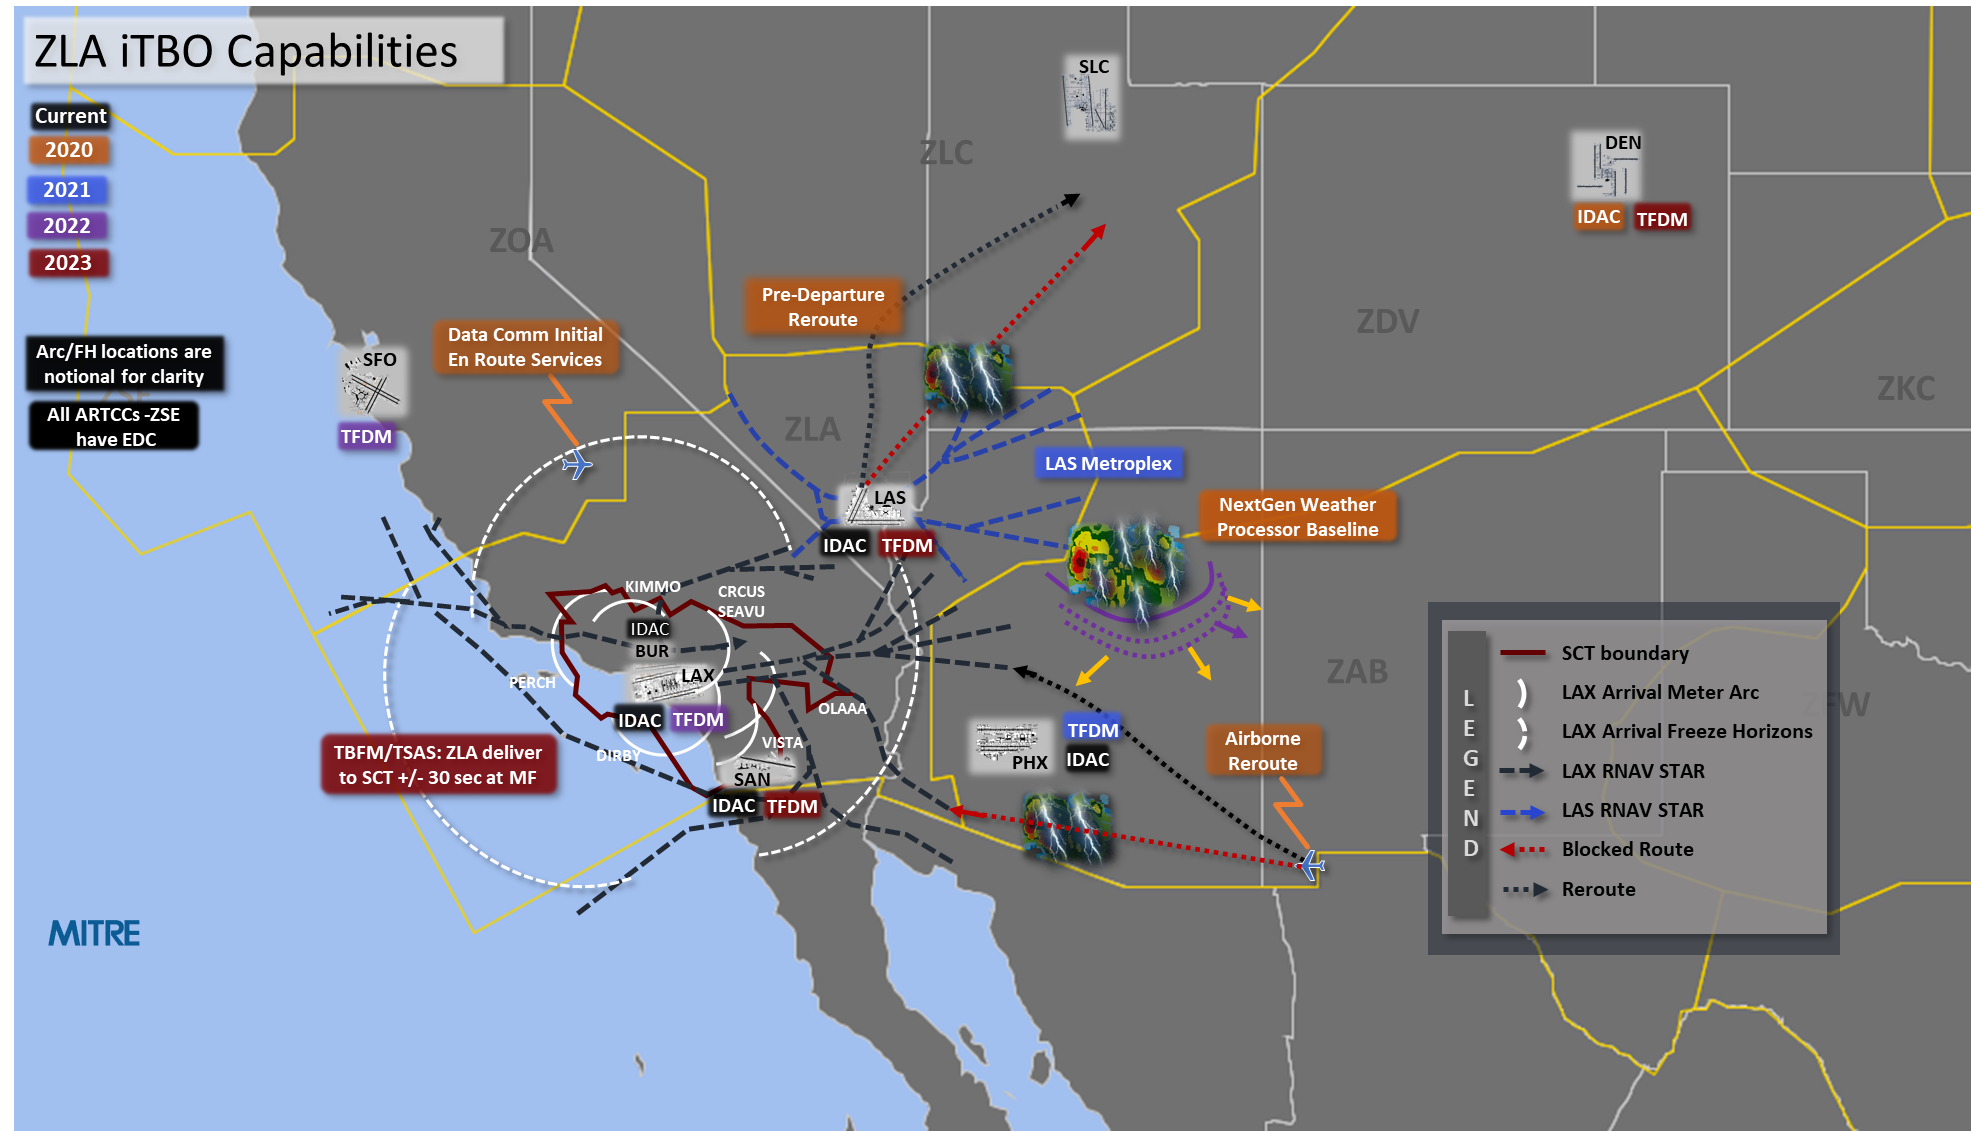 ZLA iTBO Capabilities
Current
2020
2021
2022
2023
Arc/FH locations are
notional for clarity
All ARTCCs -ZSE
have EDC
SLC
ZLC
DEN
IDAC TFDM
ZOA
Pre-Departure
Reroute
ZDV
Data Comm Initial
En Route Services
SFO
TFDM
ZKC
ZLA
LAS Metroplex
LAS
IDAC TFDM
NextGen Weather
Processor Baseline
KIMMO
CRCUS
SEAVU
IDAC
BUR
LAX
PERCH
IDAC TFDM
OLAAA
DIRBY
VISTA
SAN
IDAC TFDM
TBFM/TSAS: ZLA deliver
to SCT +/- 30 sec at MF
ZAB
ZFW
PHX
TFDM
IDAC
Airborne
Reroute
LEGEND
SCT boundary
LAX Arrival Meter Arc
LAX Arrival Freeze Horizons
LAX RNAV STAR
LAS RNAV STAR
Blocked Route
Reroute
MITRE